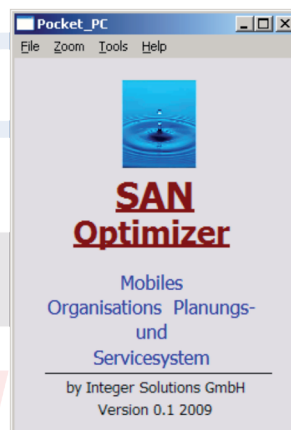 Pocket_PC
File Zoom Tools Help
SAN
Optimizer
Mobiles
Organisations Planungs-
und
Servicesystem
by Integer Solutions GmbH
Version 0.1 2009